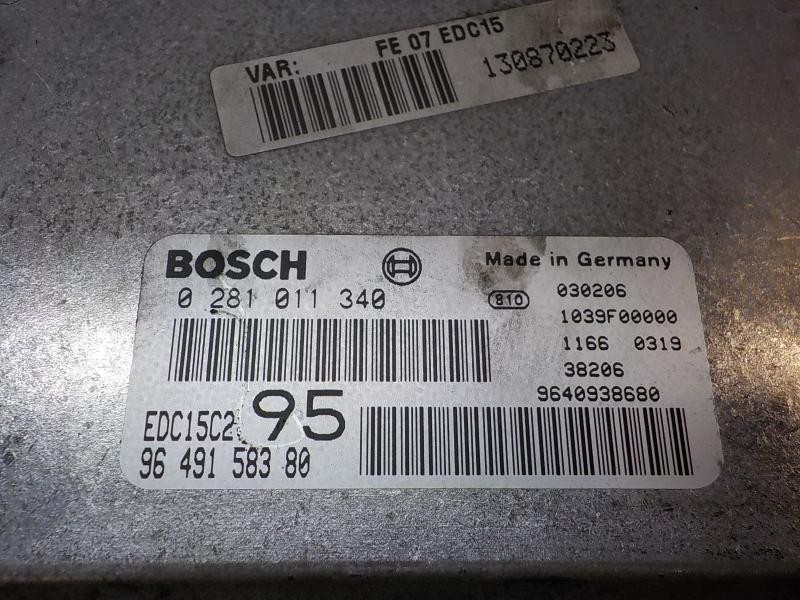 VAR: FE 07 EDC15
130870223
BOSCH
Made in Germany
0 281 011 340
810
030206
1039F00000
1166 0319
38206
9640938680
EDC15C2
95
96 491 583 80